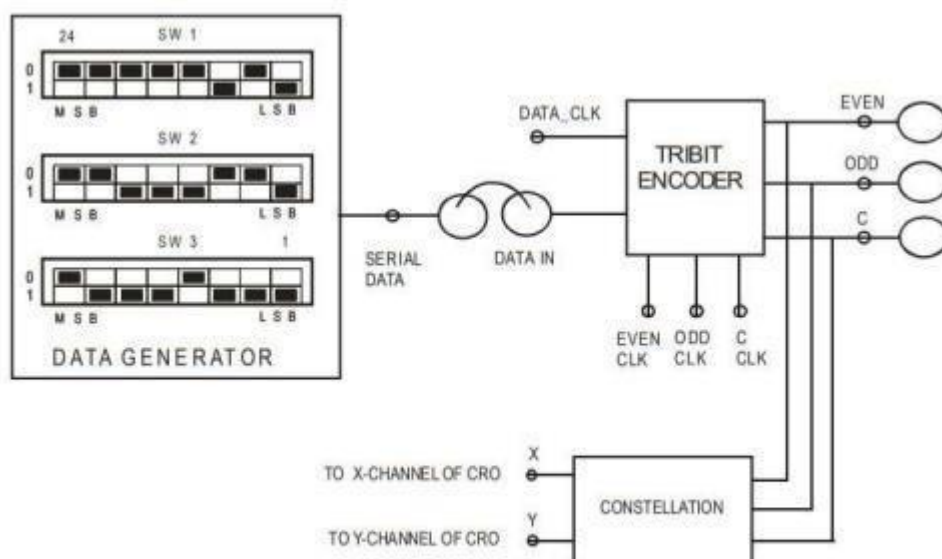 24 SW 1
0
1
M S B L S B
SW 2
0
1
M S B L S B
SW 3 1
0
1
M S B L S B
DATA GENERATOR
SERIAL
DATA
DATA IN
DATA_CLK
TRIBIT
ENCODER
EVEN
ODD
C
EVEN
CLK
ODD
CLK
C
CLK
X
TO X-CHANNEL OF CRO
Y
TO Y-CHANNEL OF CRO
CONSTELLATION